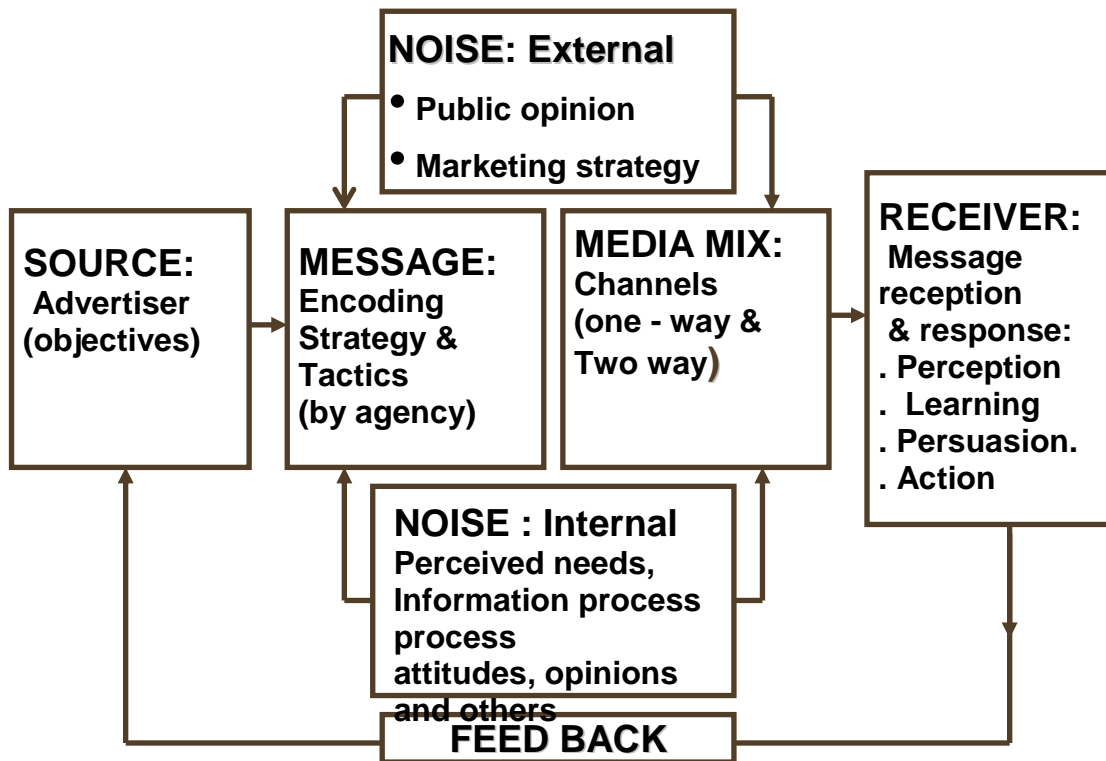 NOISE: External
• Public opinion
• Marketing strategy
SOURCE:
Advertiser
(objectives)
MESSAGE:
Encoding
Strategy &
Tactics
(by agency)
MEDIA MIX:
Channels
(one - way &
Two way)
RECEIVER:
Message
reception
& response:
. Perception
. Learning
. Persuasion.
. Action
NOISE : Internal
Perceived needs,
Information process
process
attitudes, opinions
and others
FEED BACK